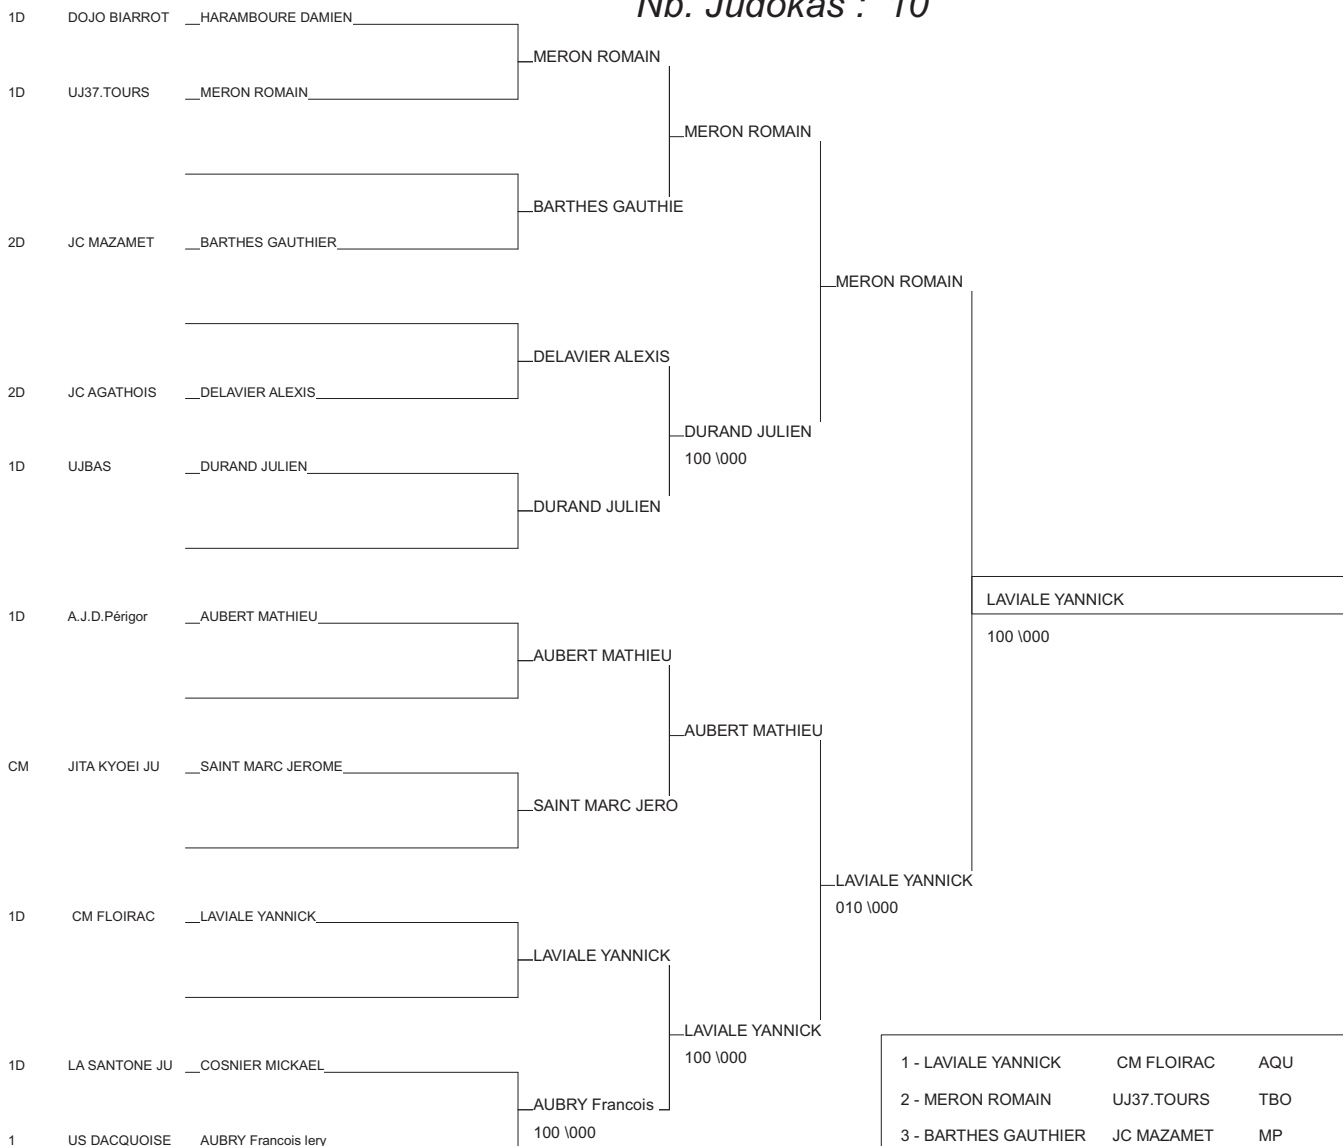 Nb. Judokas : 10
1D DOJO BIARROT HARAMBOURE DAMIEN
MERON ROMAIN
1D UJ37.TOURS MERON ROMAIN
MERON ROMAIN
BARTHES GAUTHIE
2D JC MAZAMET BARTHES GAUTHIER
MERON ROMAIN
DELAVIER ALEXIS
2D JC AGATHOIS DELAVIER ALEXIS
DURAND JULIEN
100 \000
1D UJBAS DURAND JULIEN
DURAND JULIEN
LAVIALE YANNICK
100 \000
1D A.J.D.Périgor AUBERT MATHIEU
AUBERT MATHIEU
AUBERT MATHIEU
CM JITA KYOEI JU SAINT MARC JEROME
SAINT MARC JERO
LAVIALE YANNICK
010 \000
1D CM FLOIRAC LAVIALE YANNICK
LAVIALE YANNICK
LAVIALE YANNICK
100 \000
1D LA SANTONE JU COSNIER MICKAEL
AUBRY Francois
100 \000
1 US DACQUOISE AUBRY Francois lery
1 - LAVIALE YANNICK CM FLOIRAC AQU
2 - MERON ROMAIN UJ37.TOURS TBO
3 - BARTHES GAUTHIER JC MAZAMET MP